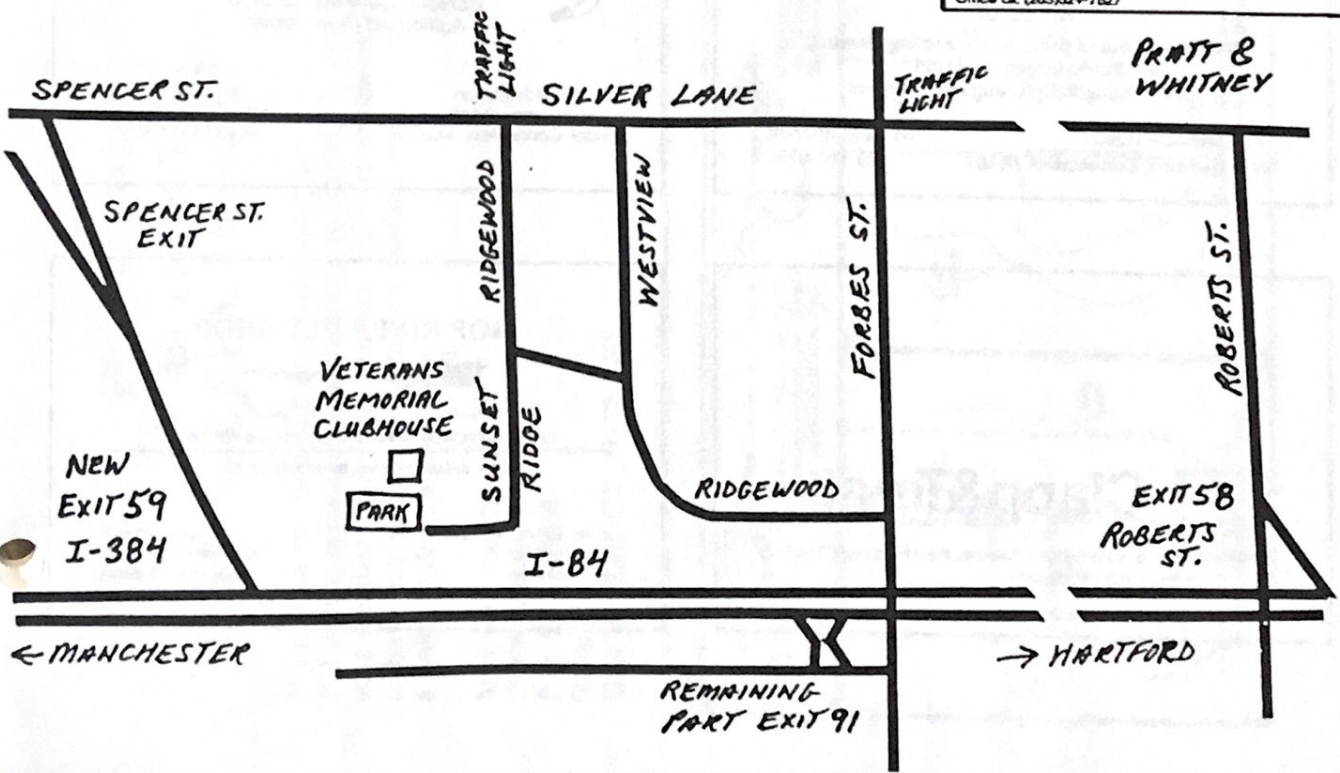 SPENCER ST.
TRAFFIC
LIGHT
SILVER LANE
TRAFFIC
LIGHT
PRATT &
WHITNEY
SPENCER ST.
EXIT
RIDGEWOOD
WESTVIEW
FORBES ST.
ROBERTS ST.
VETERANS
MEMORIAL
CLUBHOUSE
PARK
SUNSET
RIDGE
NEW
EXIT 59
I-384
RIDGEWOOD
EXIT 58
ROBERTS
ST.
I-84
← MANCHESTER
→ HARTFORD
REMAINING
PART EXIT 91